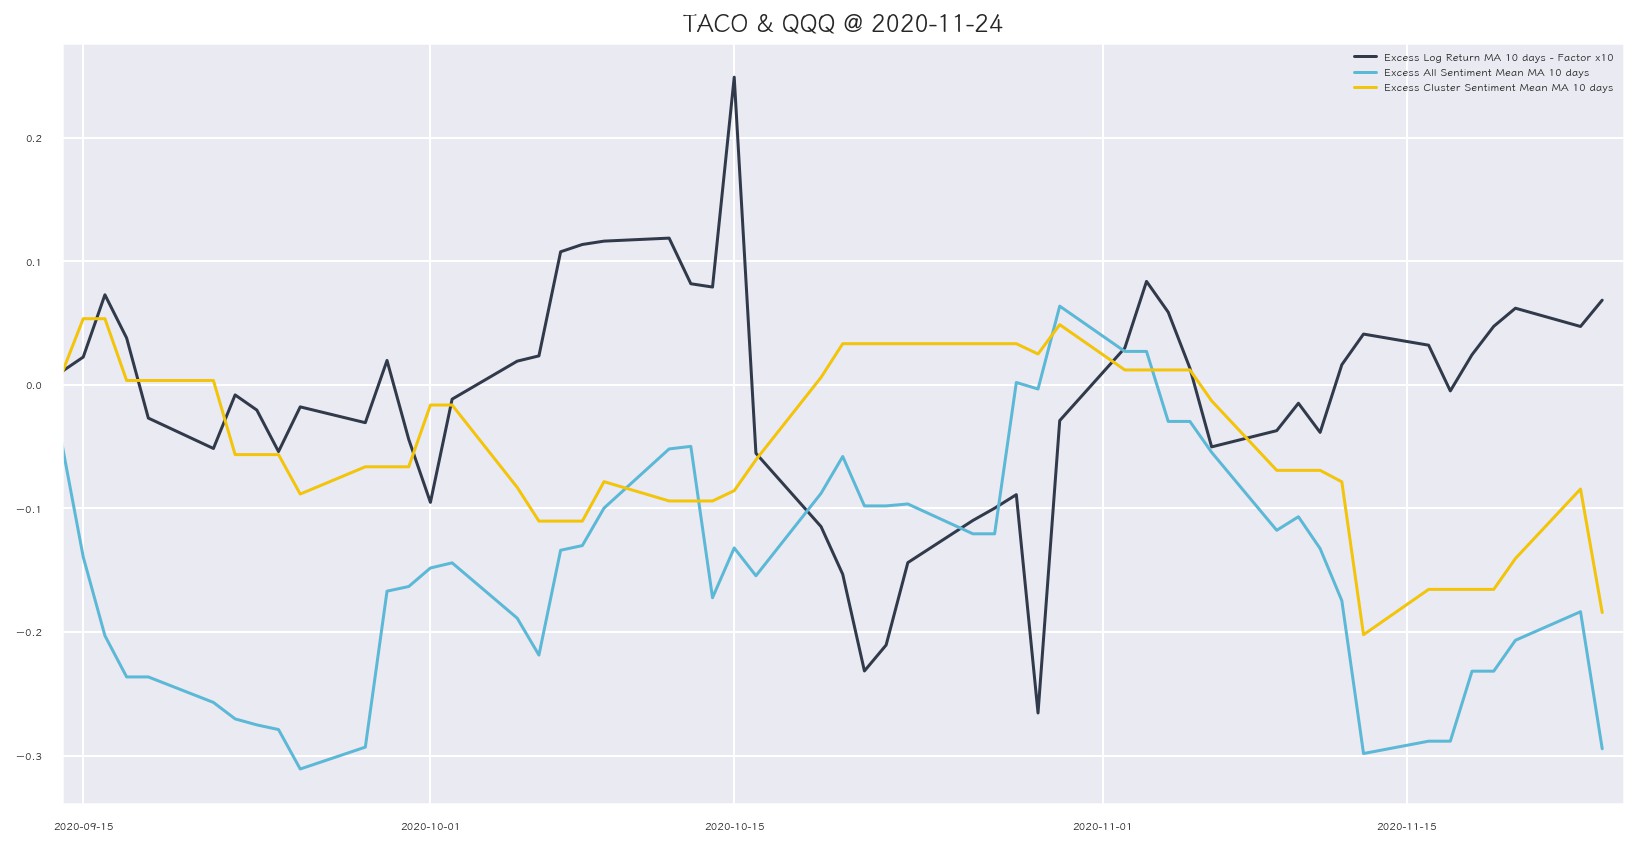 TACO & QQQ @ 2020-11-24
Excess Log Return MA 10 days - Factor x10
Excess All Sentiment Mean MA 10 days
Excess Cluster Sentiment Mean MA 10 days
0.2
0.1
0.0
−0.1
−0.2
−0.3
2020-09-15
2020-10-01
2020-10-15
2020-11-01
2020-11-15